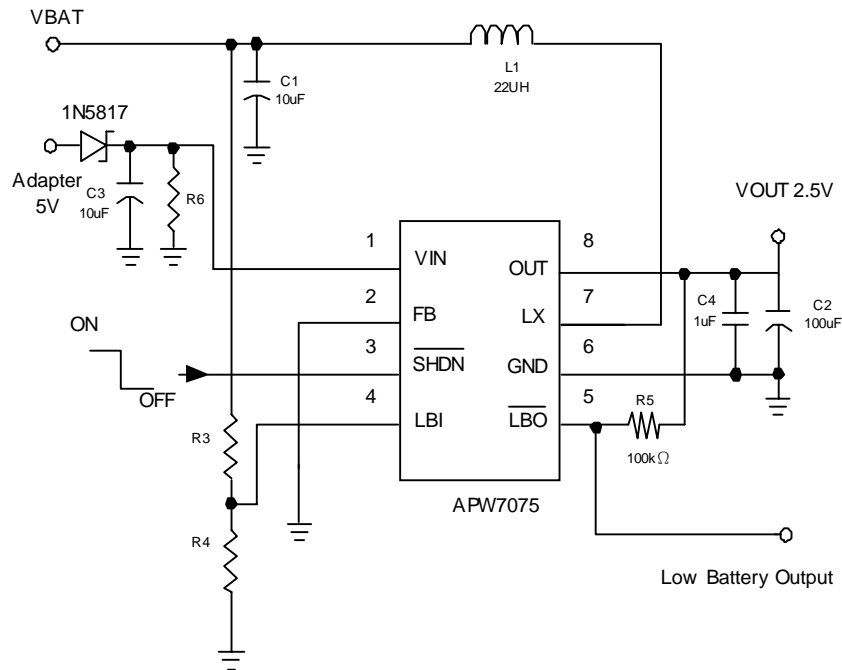 VBAT
C1
10uF
L1
22UH
1N5817
Adapter
5V
C3
10uF
R6
VOUT 2.5V
1
VIN
8
OUT
2
FB
7
LX
C4
1uF
C2
100uF
ON
OFF
3
SHDN
6
GND
4
LBI
5
LBO
R5
100kΩ
R3
R4
APW7075
Low Battery Output